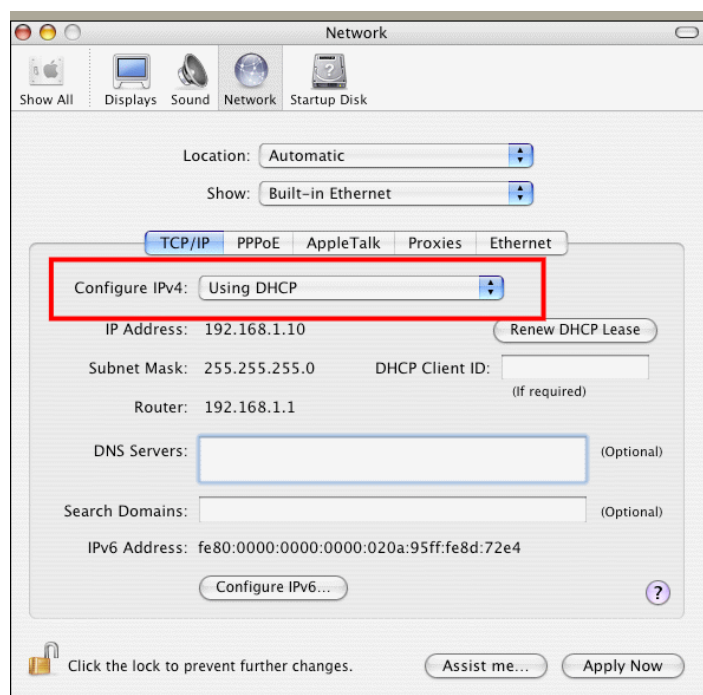 Network
Show All Displays Sound Network Startup Disk
Location: Automatic
Show: Built-in Ethernet
TCP/IP PPPoE AppleTalk Proxies Ethernet
Configure IPv4: Using DHCP
IP Address: 192.168.1.10 Renew DHCP Lease
Subnet Mask: 255.255.255.0 DHCP Client ID:
(If required)
Router: 192.168.1.1
DNS Servers: (Optional)
Search Domains: (Optional)
IPv6 Address: fe80:0000:0000:0000:020a:95ff:fe8d:72e4
Configure IPv6...
?
Click the lock to prevent further changes. Assist me... Apply Now